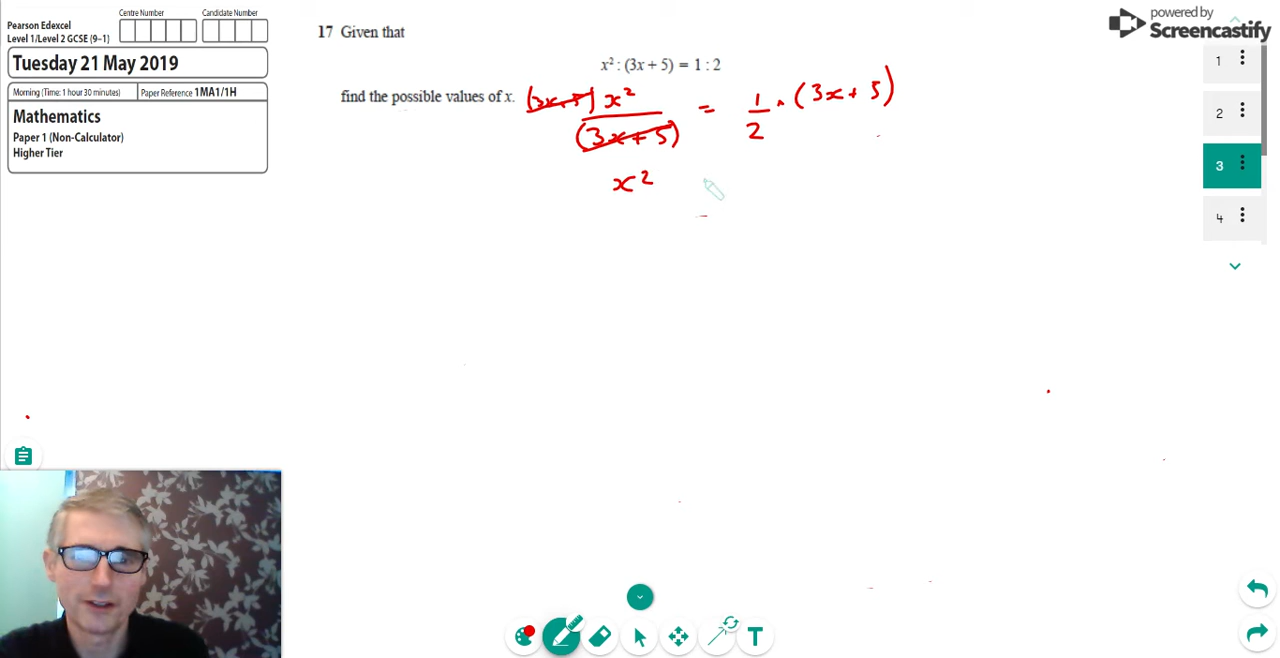 Pearson Edexcel
Level 1/Level 2 GCSE (9–1)
Centre Number
Candidate Number
Tuesday 21 May 2019
Morning (Time: 1 hour 30 minutes)
Paper Reference 1MA1/1H
Mathematics
Paper 1 (Non-Calculator)
Higher Tier
17 Given that
x² : (3x + 5) = 1 : 2
find the possible values of x.
(3x+5) x² / (3x+5) = 1/2 × (3x+5)
x²
powered by
Screencastify
1
2
3
4
T